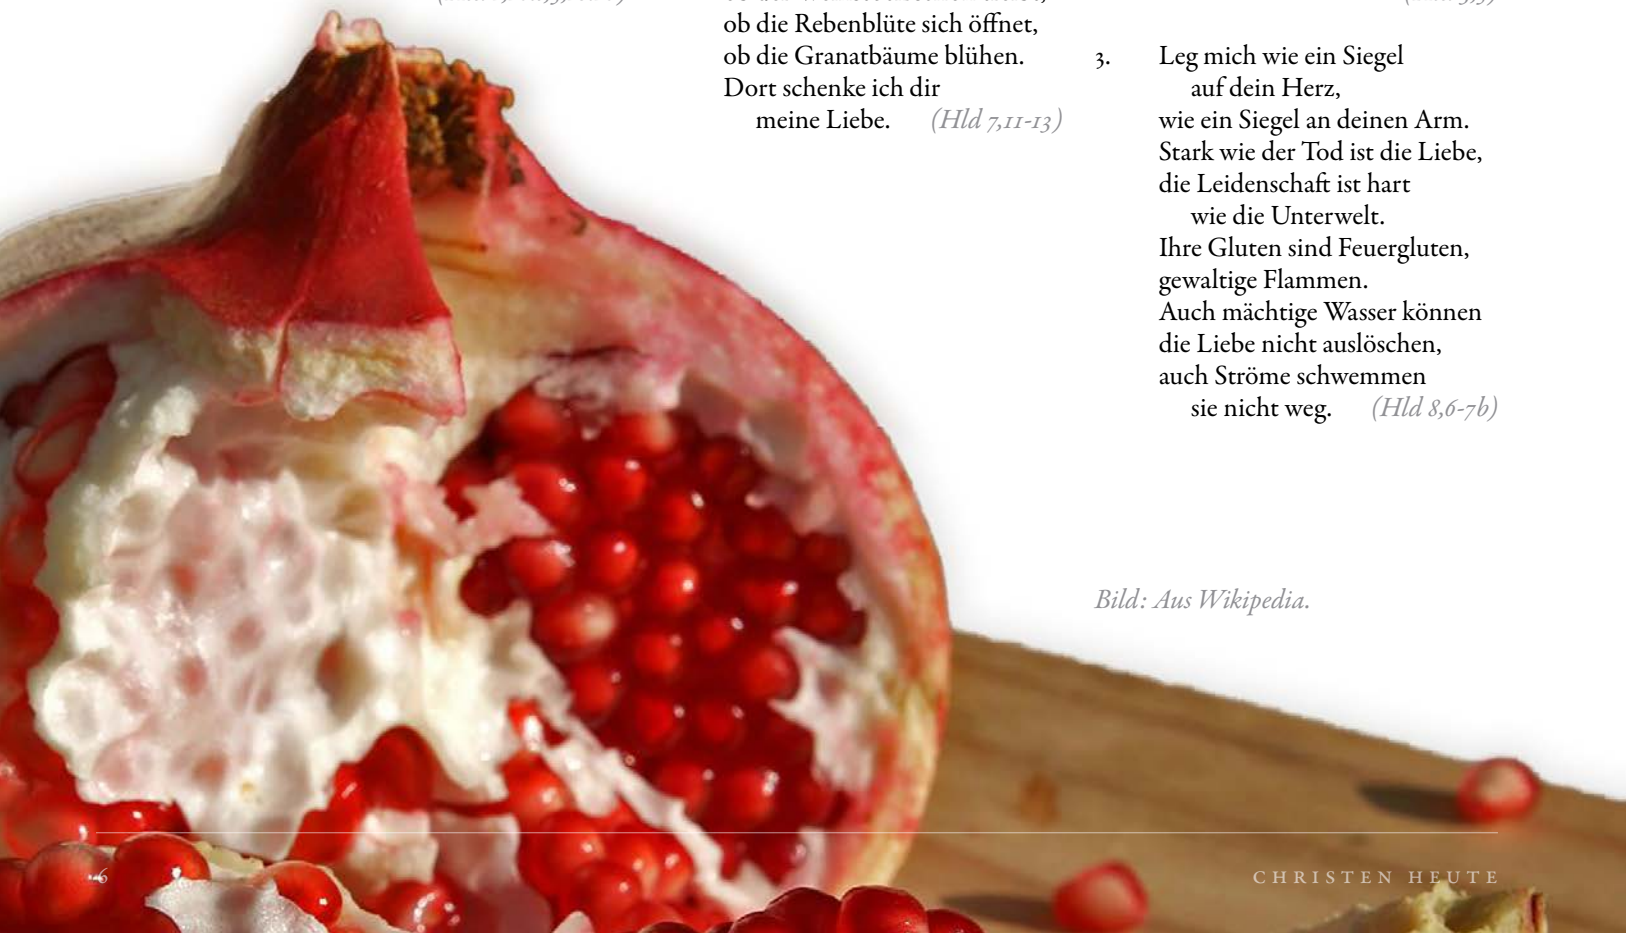 ob die Rebenblüte sich öffnet,
ob die Granatbäume blühen.
Dort schenke ich dir
meine Liebe. (Hld 7,11-13)
3. Leg mich wie ein Siegel
auf dein Herz,
wie ein Siegel an deinen Arm.
Stark wie der Tod ist die Liebe,
die Leidenschaft ist hart
wie die Unterwelt.
Ihre Gluten sind Feuergluten,
gewaltige Flammen.
Auch mächtige Wasser können
die Liebe nicht auslöschen,
auch Ströme schwemmen
sie nicht weg. (Hld 8,6-7b)
Bild: Aus Wikipedia.
CHRISTEN HEUTE